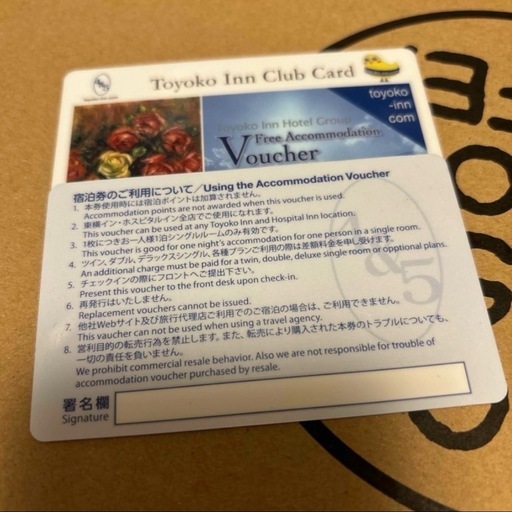 Toyoko Inn Club Card
toyoko
-inn
.com
Toyoko Inn Hotel Group
Free Accommodation
Voucher
宿泊券のご利用について／Using the Accommodation Voucher
1. 本券使用時には宿泊ポイントは加算されません。
Accommodation points are not awarded when this voucher is used.
2. 東横イン・ホスピタルイン全店でご使用になれます。
This voucher can be used at any Toyoko Inn and Hospital Inn location.
3. 1枚につきお一人様1泊シングルルームのみ有効です。
This voucher is good for one night's accommodation for one person in a single room.
4. ツイン、ダブル、デラックスシングル、各種プランご利用の際は差額料金を申し受けます。
An additional charge must be paid for a twin, double, deluxe single room or opptional plans.
5. チェックインの際にフロントへご提出下さい。
Present this voucher to the front desk upon check-in.
6. 再発行はいたしません。
Replacement vouchers cannot be issued.
7. 他社Webサイト及び旅行代理店ご利用でのご宿泊の場合は、ご利用できません。
This vaucher can not be used when using a travel agency.
8. 営利目的の転売行為を禁止します。また、転売により購入された本券のトラブルについても、
一切の責任を負いません。
We prohibit commercial resale behavior. Also we are not responsible for trouble of
accommodation voucher purchased by resale.
署名欄
Signature